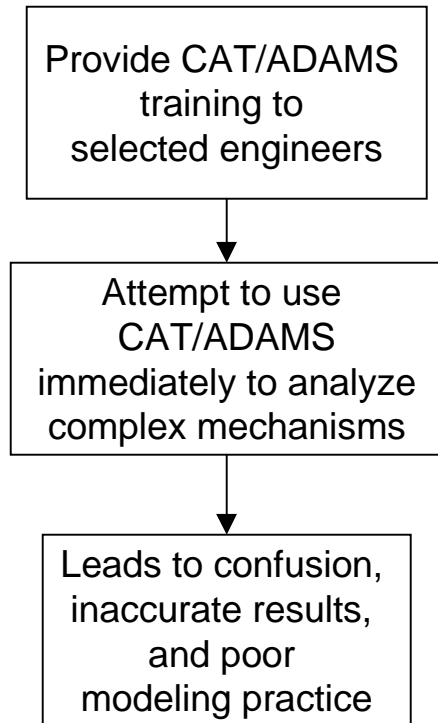 Provide CAT/ADAMS
training to
selected engineers
Attempt to use
CAT/ADAMS
immediately to analyze
complex mechanisms
Leads to confusion,
inaccurate results,
and poor
modeling practice